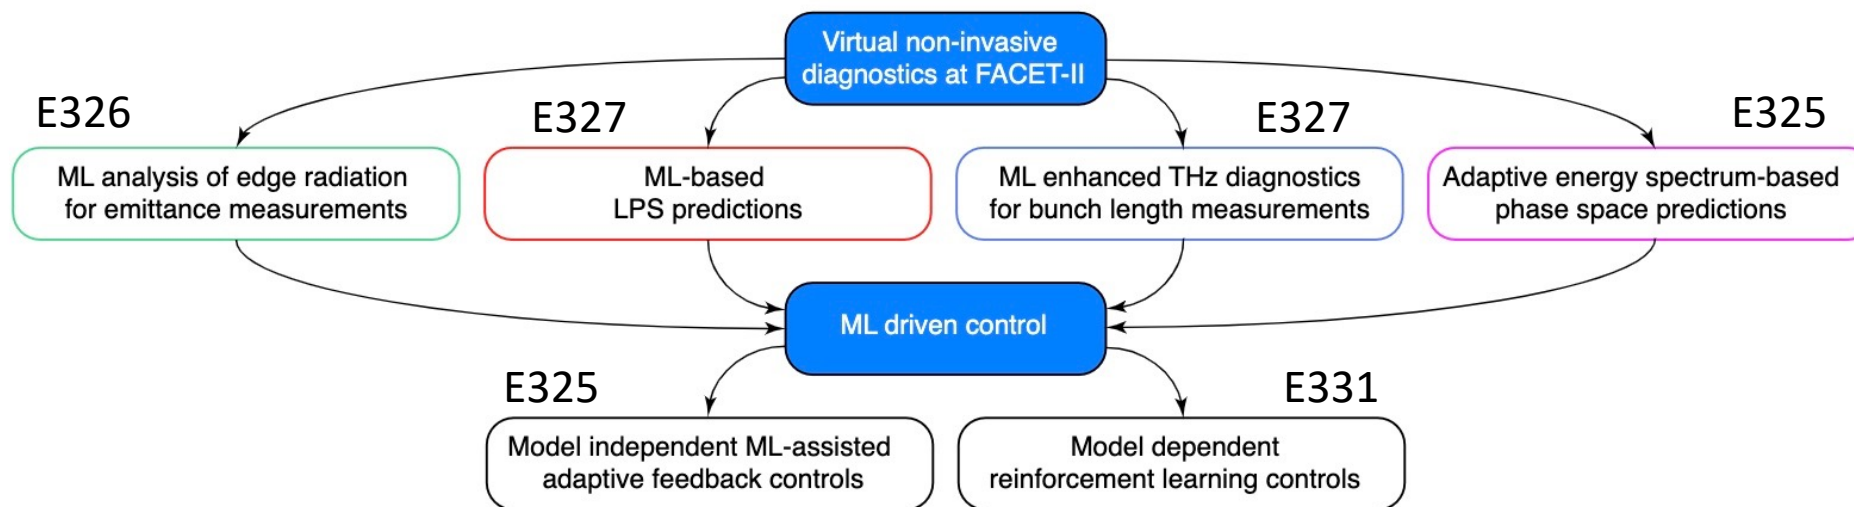 Virtual non-invasive
diagnostics at FACET-II
E326
E327
E327
E325
ML analysis of edge radiation
for emittance measurements
ML-based
LPS predictions
ML enhanced THz diagnostics
for bunch length measurements
Adaptive energy spectrum-based
phase space predictions
ML driven control
E325
E331
Model independent ML-assisted
adaptive feedback controls
Model dependent
reinforcement learning controls